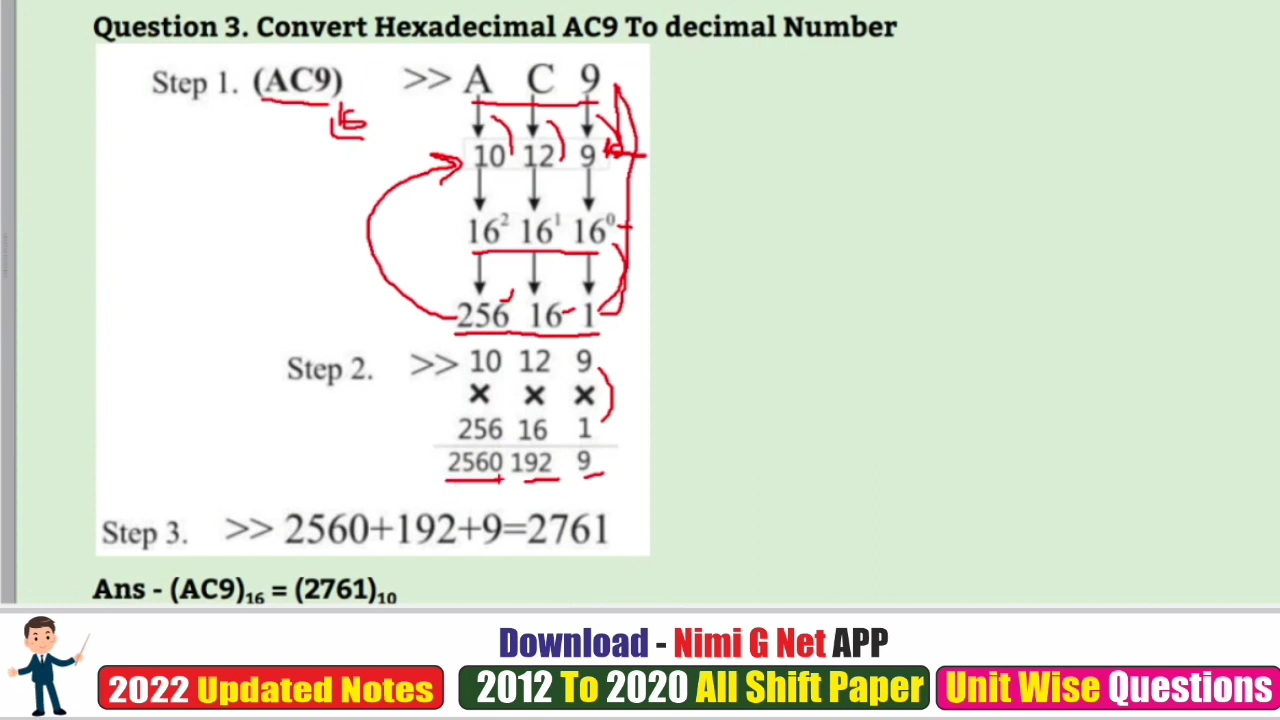 Question 3. Convert Hexadecimal AC9 To decimal Number
Step 1. (AC9) >> A C 9
16
10 12 9
16² 16¹ 16⁰
256 16 1
Step 2. >> 10 12 9
× × ×
256 16 1
2560 192 9
Step 3. >> 2560+192+9=2761
Ans - (AC9)₁₆ = (2761)₁₀
Download - Nimi G Net APP
2022 Updated Notes 2012 To 2020 All Shift Paper Unit Wise Questions